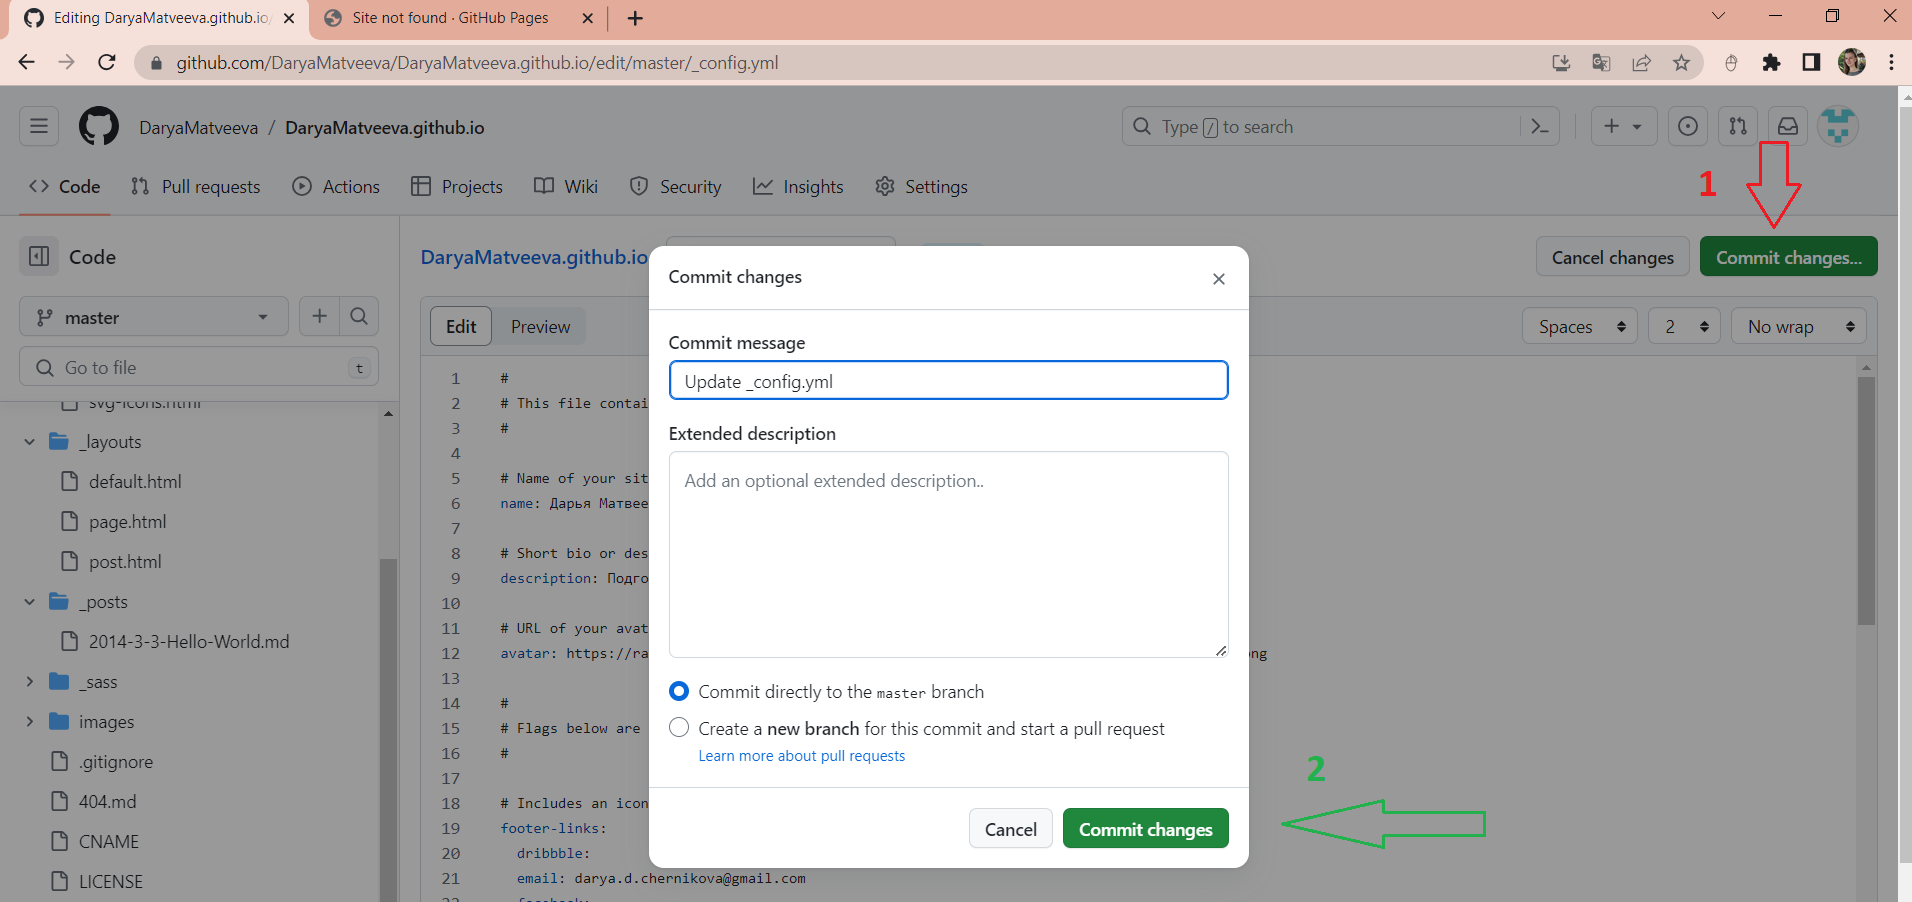 Editing DaryaMatveeva.github.io/
Site not found · GitHub Pages
github.com/DaryaMatveeva/DaryaMatveeva.github.io/edit/master/_config.yml
DaryaMatveeva / DaryaMatveeva.github.io
Type / to search
Code
Pull requests
Actions
Projects
Wiki
Security
Insights
Settings
1
Code
master
Go to file
t
svg-icons.html
_layouts
default.html
page.html
post.html
_posts
2014-3-3-Hello-World.md
_sass
images
.gitignore
404.md
CNAME
LICENSE
DaryaMatveeva.github.io
Cancel changes
Commit changes...
Edit
Preview
Spaces
2
No wrap
1 #
2 # This file contai
3 #
4
5 # Name of your sit
6 name: Дарья Матвее
7
8 # Short bio or des
9 description: Подго
10
11 # URL of your avat
12 avatar: https://ra ng
13
14 #
15 # Flags below are
16 #
17
18 # Includes an icon
19 footer-links:
20 dribbble:
21 email: darya.d.chernikova@gmail.com
Commit changes
Commit message
Update _config.yml
Extended description
Add an optional extended description..
Commit directly to the master branch
Create a new branch for this commit and start a pull request
Learn more about pull requests
2
Cancel
Commit changes